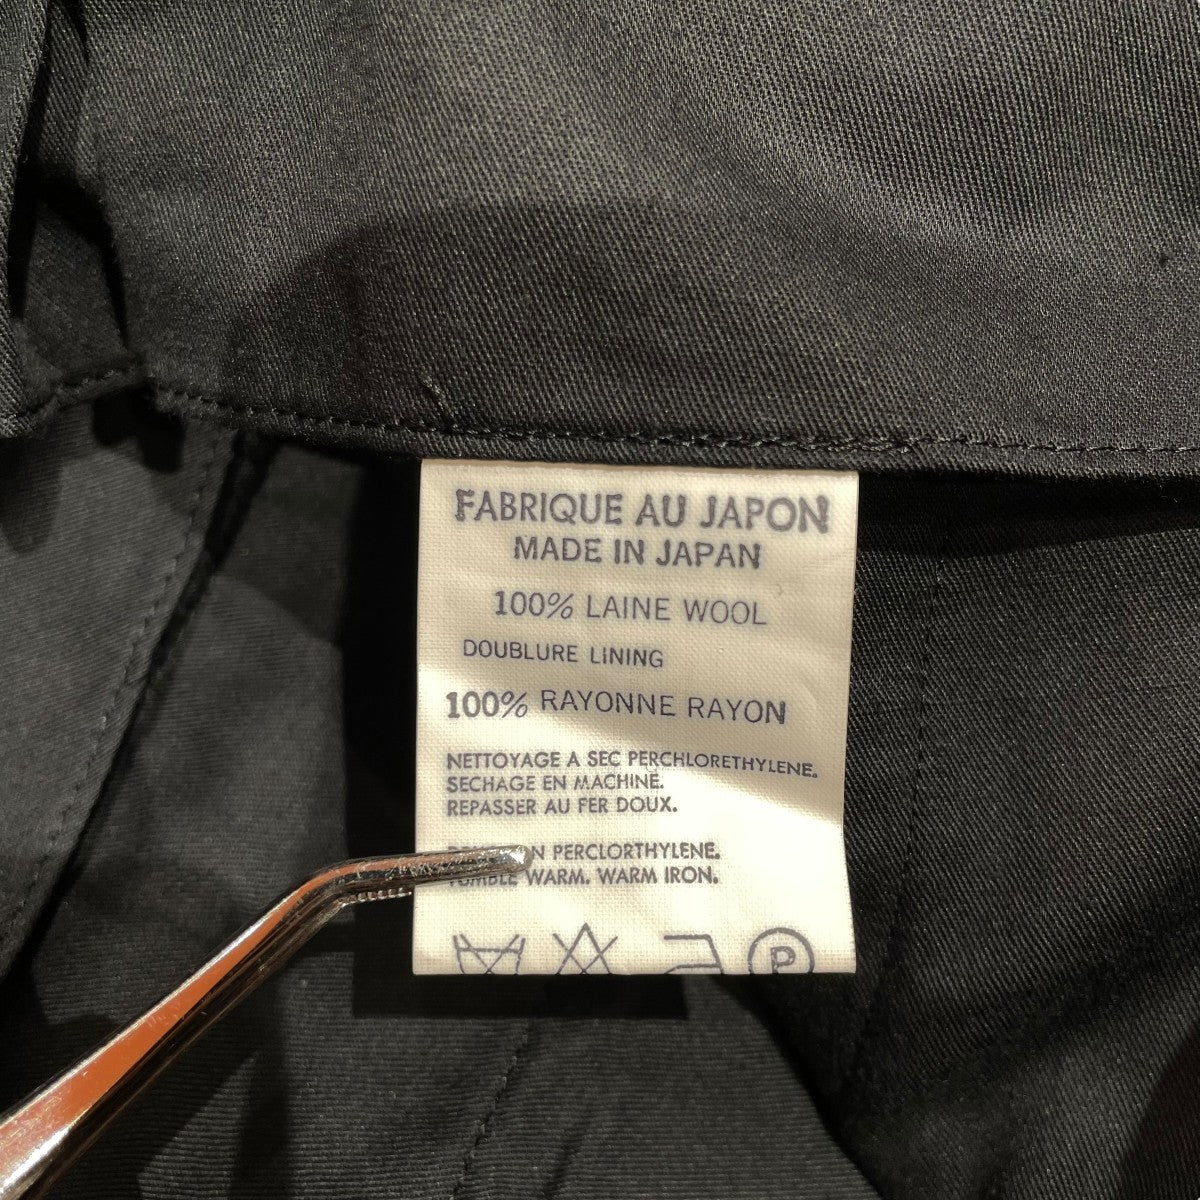 FABRIQUE AU JAPON
MADE IN JAPAN
100% LAINE WOOL
DOUBLURE LINING
100% RAYONNE RAYON
NETTOYAGE A SEC PERCHLORETHYLENE.
SECHAGE EN MACHINE.
REPASSER AU FER DOUX.
PERCLORTHYLENE.
TUMBLE WARM. WARM IRON.
P